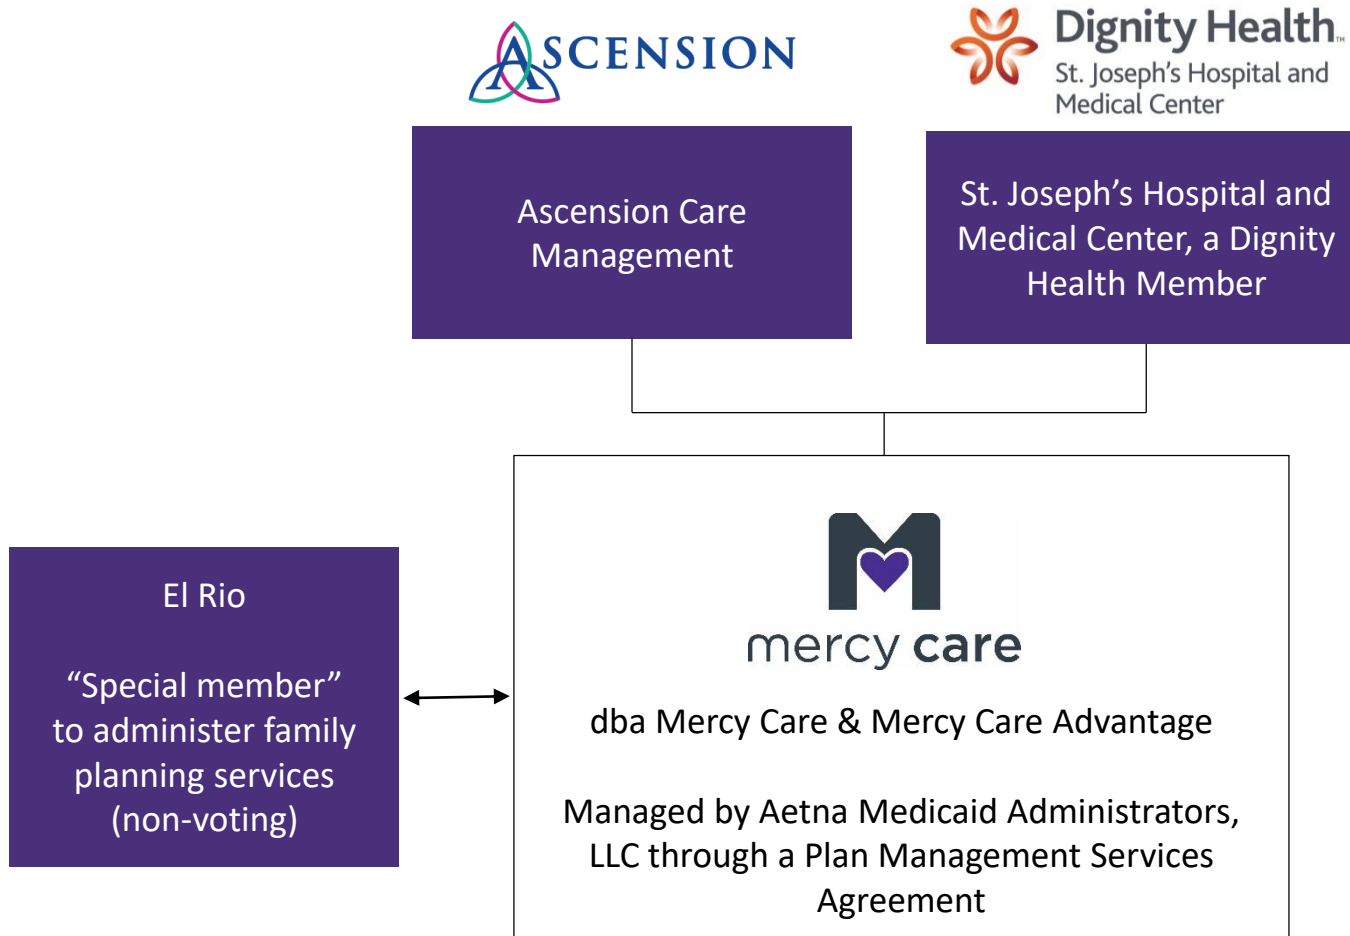 ASCENSION
Dignity Health™
St. Joseph’s Hospital and
Medical Center
Ascension Care
Management
St. Joseph’s Hospital and
Medical Center, a Dignity
Health Member
El Rio
“Special member”
to administer family
planning services
(non-voting)
mercy care
dba Mercy Care & Mercy Care Advantage
Managed by Aetna Medicaid Administrators,
LLC through a Plan Management Services
Agreement